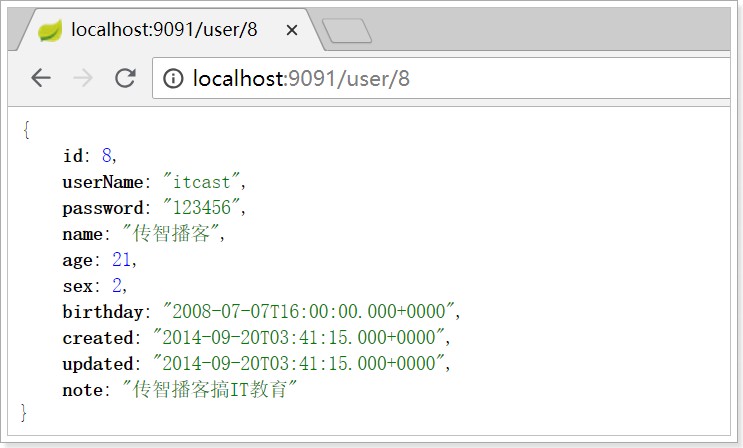 localhost:9091/user/8
localhost:9091/user/8
{
id: 8,
userName: "itcast",
password: "123456",
name: "传智播客",
age: 21,
sex: 2,
birthday: "2008-07-07T16:00:00.000+0000",
created: "2014-09-20T03:41:15.000+0000",
updated: "2014-09-20T03:41:15.000+0000",
note: "传智播客搞IT教育"
}